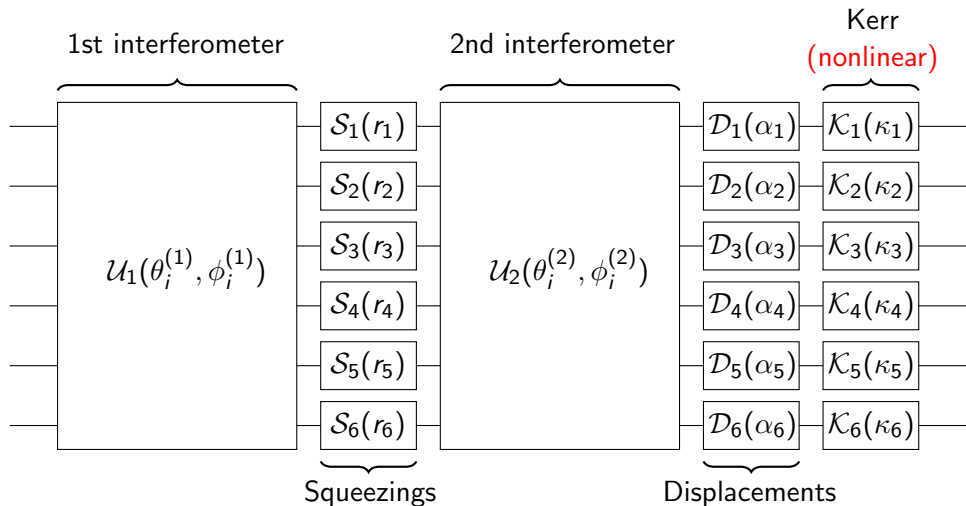 1st interferometer 2nd interferometer Kerr
(nonlinear)
𝒮₁(r₁) 𝒟₁(α₁) 𝒦₁(κ₁)
𝒮₂(r₂) 𝒟₂(α₂) 𝒦₂(κ₂)
𝒮₃(r₃) 𝒟₃(α₃) 𝒦₃(κ₃)
𝒰₁(θᵢ⁽¹⁾, ϕᵢ⁽¹⁾) 𝒰₂(θᵢ⁽²⁾, ϕᵢ⁽²⁾)
𝒮₄(r₄) 𝒟₄(α₄) 𝒦₄(κ₄)
𝒮₅(r₅) 𝒟₅(α₅) 𝒦₅(κ₅)
𝒮₆(r₆) 𝒟₆(α₆) 𝒦₆(κ₆)
Squeezings Displacements